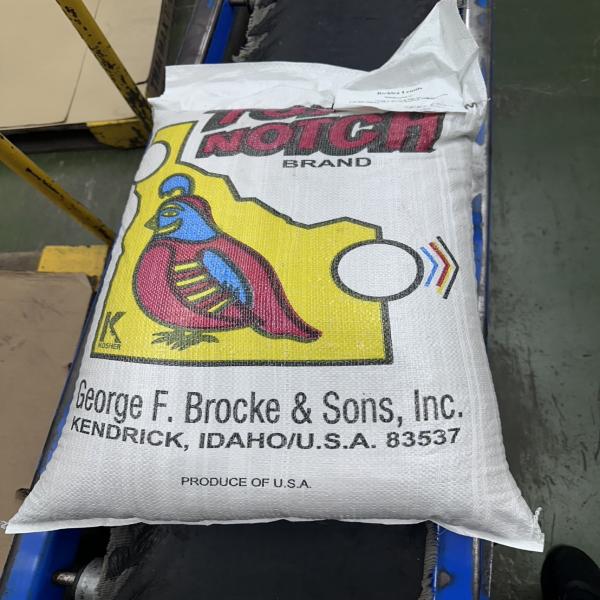 NOTCH
BRAND
K
KOSHER
George F. Brocke & Sons, Inc.
KENDRICK, IDAHO/U.S.A. 83537
PRODUCE OF U.S.A.